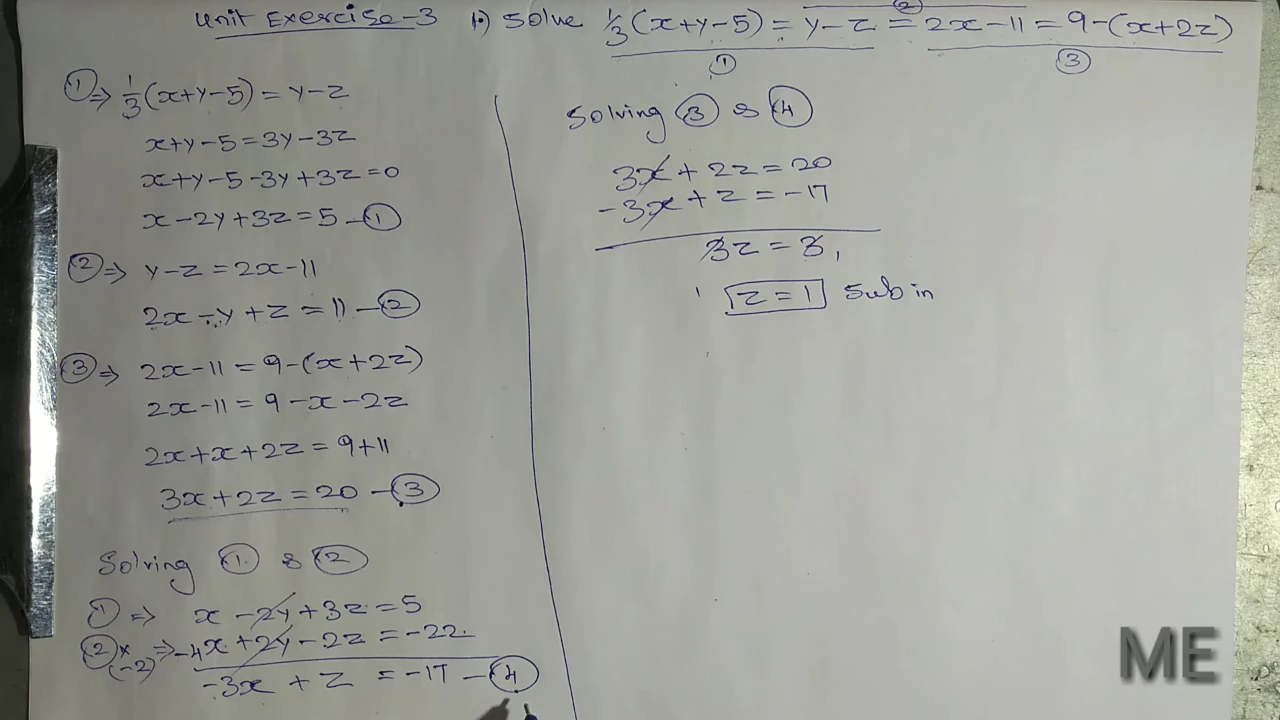 Unit Exercise-3 1.) Solve 1/3(x+y-5) = y-z = 2x-11 = 9-(x+2z)
② 
① ③
①⇒ 1/3(x+y-5) = y-z
x+y-5=3y-3z
x+y-5-3y+3z=0
x-2y+3z=5-①
②⇒ y-z=2x-11
2x-y+z=11-②
③⇒ 2x-11=9-(x+2z)
2x-11=9-x-2z
2x+x+2z=9+11
3x+2z=20-③
Solving ① & ②
①⇒ x-2y+3z=5
②×(-2)⇒-4x+2y-2z=-22
-3x+z=-17-④
Solving ③ & ④
3x+2z=20
-3x+z=-17
3z=3 1
z=1 Sub in
ME